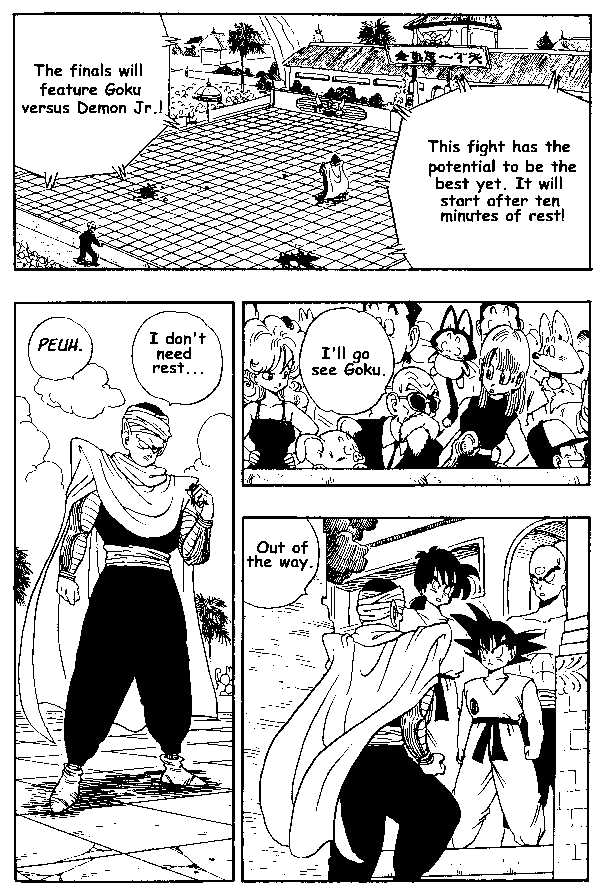 The finals will
feature Goku
versus Demon Jr.!
This fight has the
potential to be the
best yet. It will
start after ten
minutes of rest!
PEUH.
I don't
need
rest...
I'll go
see Goku.
Out of
the way.